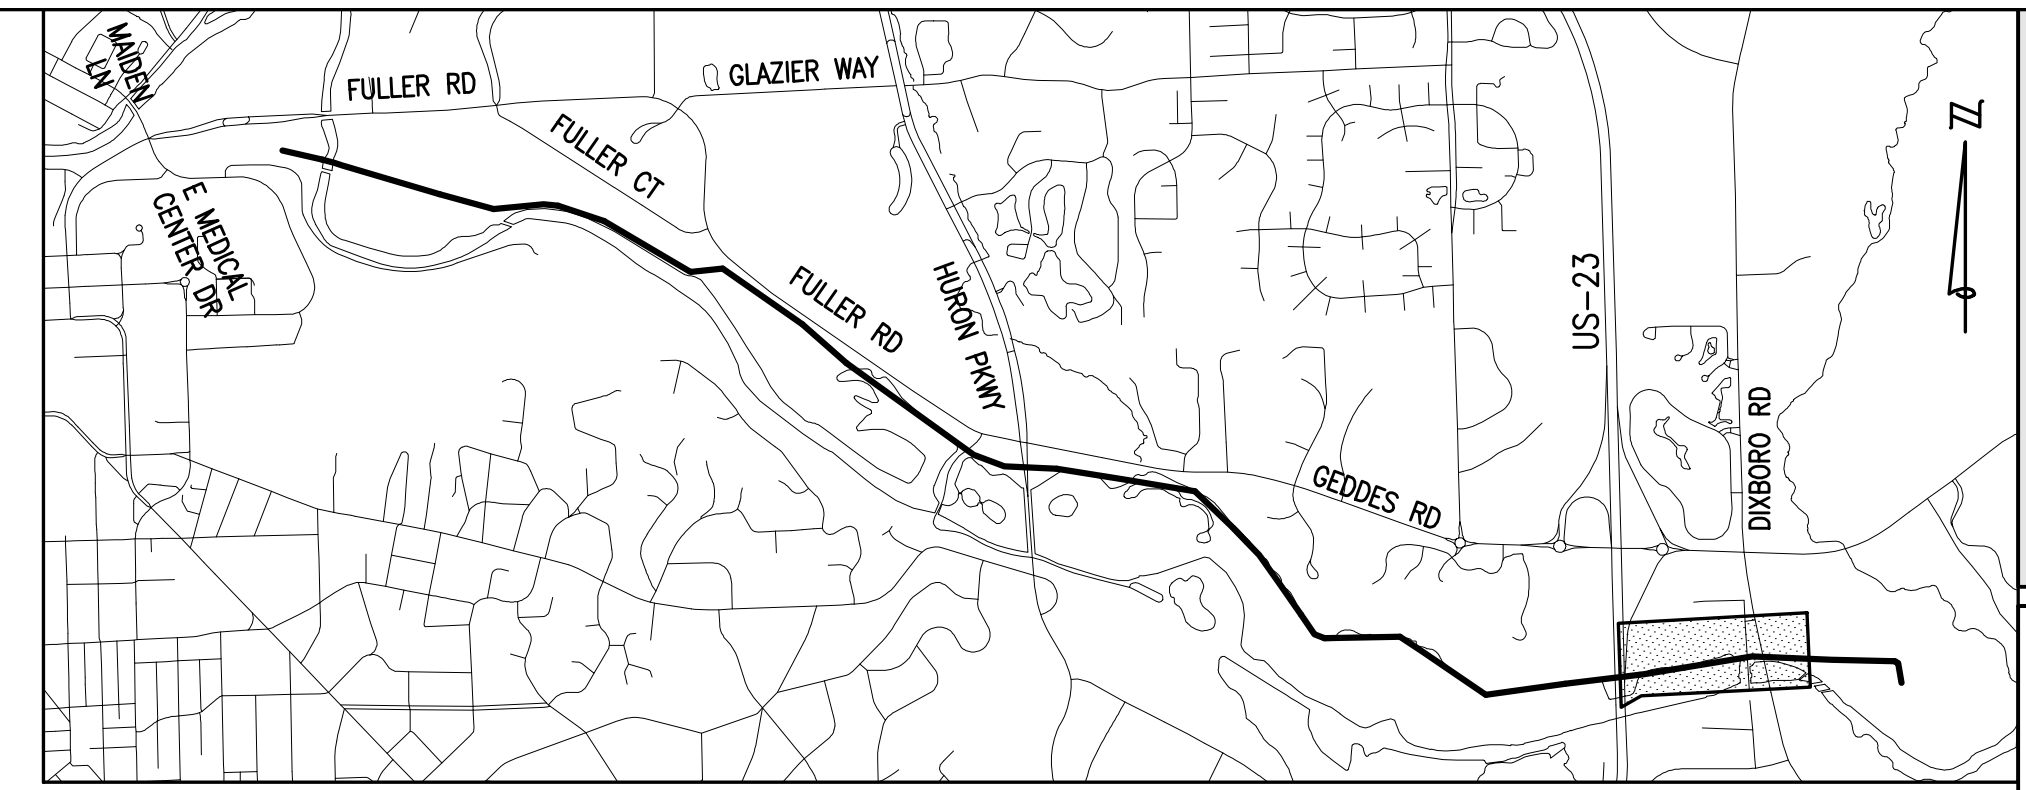 MAIDEN
LN
FULLER RD
GLAZIER WAY
FULLER CT
E MEDICAL
CENTER DR
FULLER RD
HURON PKWY
US-23
DIXBORO RD
GEDDES RD
N